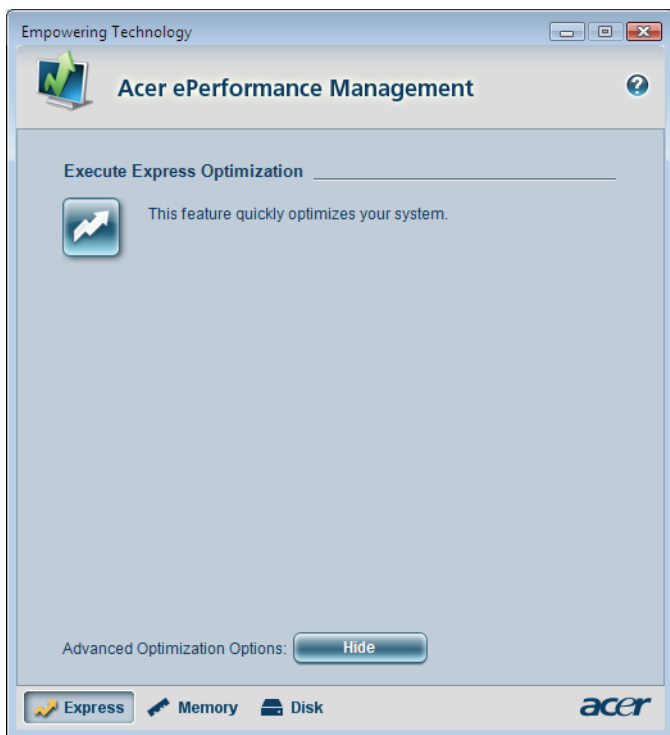 Empowering Technology
Acer ePerformance Management
?
Execute Express Optimization
This feature quickly optimizes your system.
Advanced Optimization Options: Hide
Express Memory Disk acer